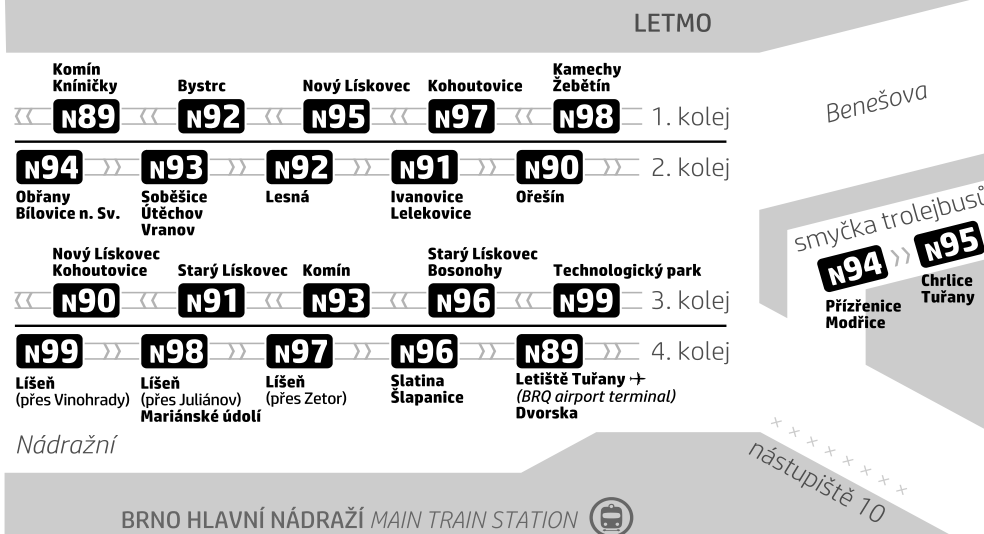 LETMO
Komín
Kníničky
Bystrc
Nový Lískovec
Kohoutovice
Kamechy
Žebětín
N89 N92 N95 N97 N98 1. kolej
N94 N93 N92 N91 N90 2. kolej
Obřany
Bílovice n. Sv.
Soběšice
Útěchov
Vranov
Lesná
Ivanovice
Lelekovice
Ořešín
Nový Lískovec
Kohoutovice
Starý Lískovec
Komín
Starý Lískovec
Bosonohy
Technologický park
N90 N91 N93 N96 N99 3. kolej
N99 N98 N97 N96 N89 4. kolej
Líšeň
(přes Vinohrady)
Líšeň
(přes Juliánov)
Mariánské údolí
Líšeň
(přes Zetor)
Slatina
Šlapanice
Letiště Tuřany
(BRQ airport terminal)
Dvorska
Benešova
smyčka trolejbusů
N94 N95
Přízřenice
Modřice
Chrlice
Tuřany
Nádražní
nástupiště 10
BRNO HLAVNÍ NÁDRAŽÍ MAIN TRAIN STATION